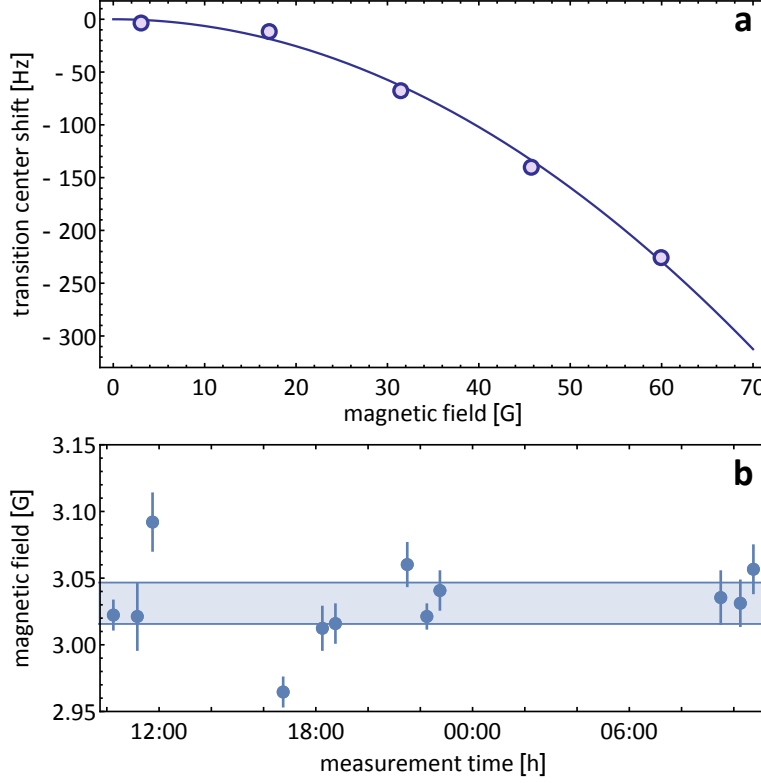 a
transition center shift [Hz]
0
- 50
- 100
- 150
- 200
- 250
- 300
0 10 20 30 40 50 60 70
magnetic field [G]
b
magnetic field [G]
3.15
3.10
3.05
3.00
2.95
12:00 18:00 00:00 06:00
measurement time [h]